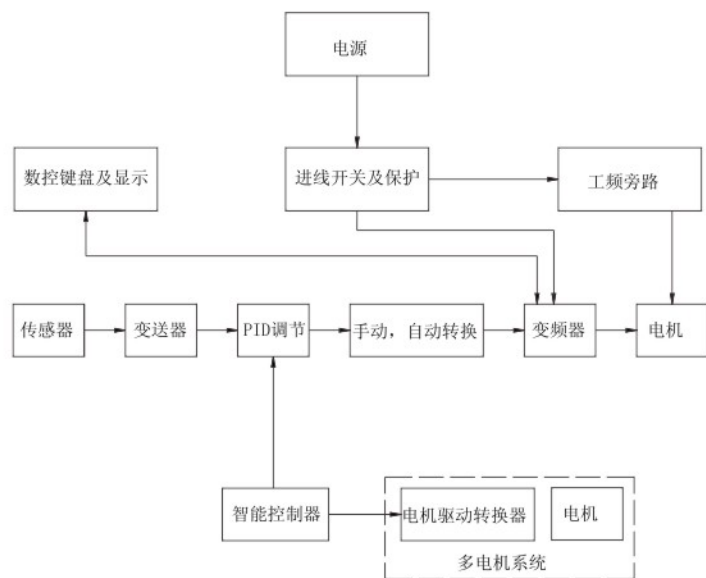 电源
数控键盘及显示
进线开关及保护
工频旁路
传感器
变送器
PID调节
手动，自动转换
变频器
电机
智能控制器
电机驱动转换器
电机
多电机系统